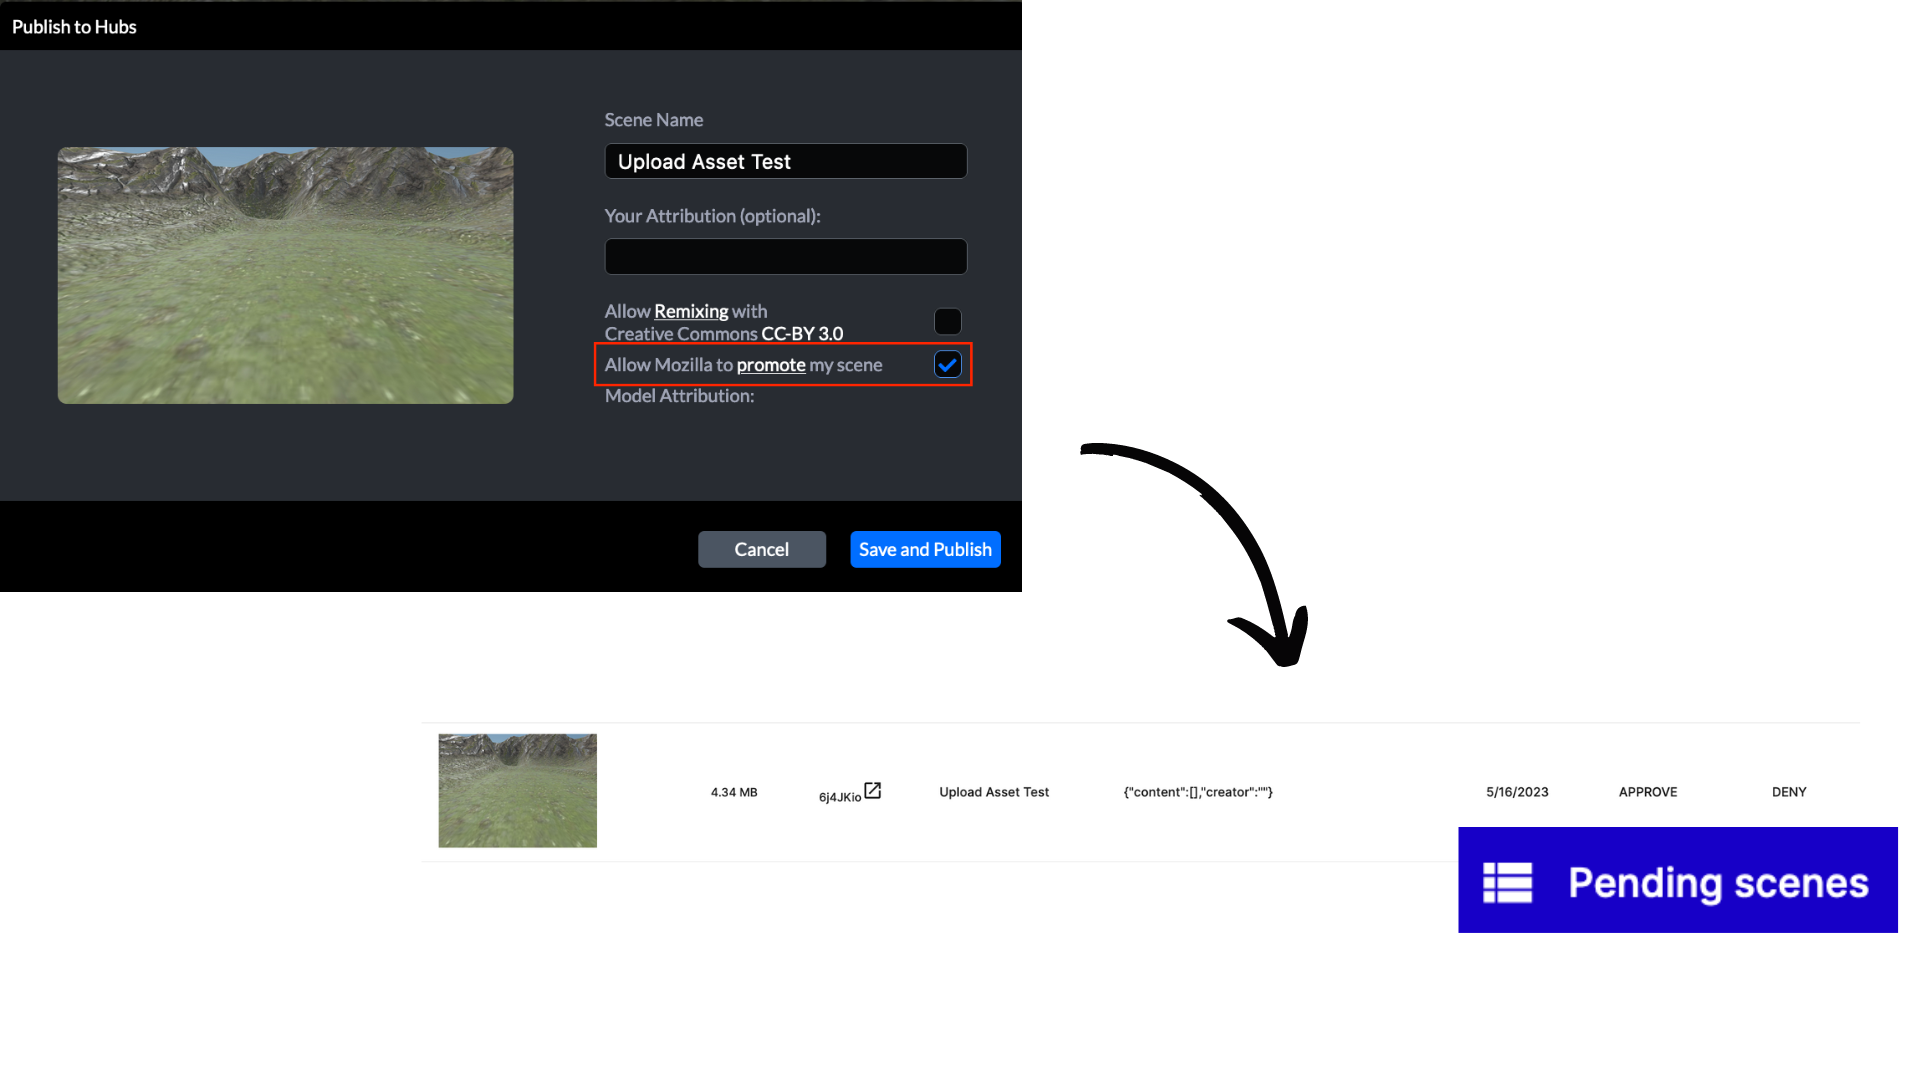 Publish to Hubs
Scene Name
Upload Asset Test
Your Attribution (optional):
Allow Remixing with
Creative Commons CC-BY 3.0
Allow Mozilla to promote my scene
Model Attribution:
Cancel
Save and Publish
4.34 MB
6j4JKio
Upload Asset Test
{"content":[],"creator":""}
5/16/2023
APPROVE
DENY
Pending scenes